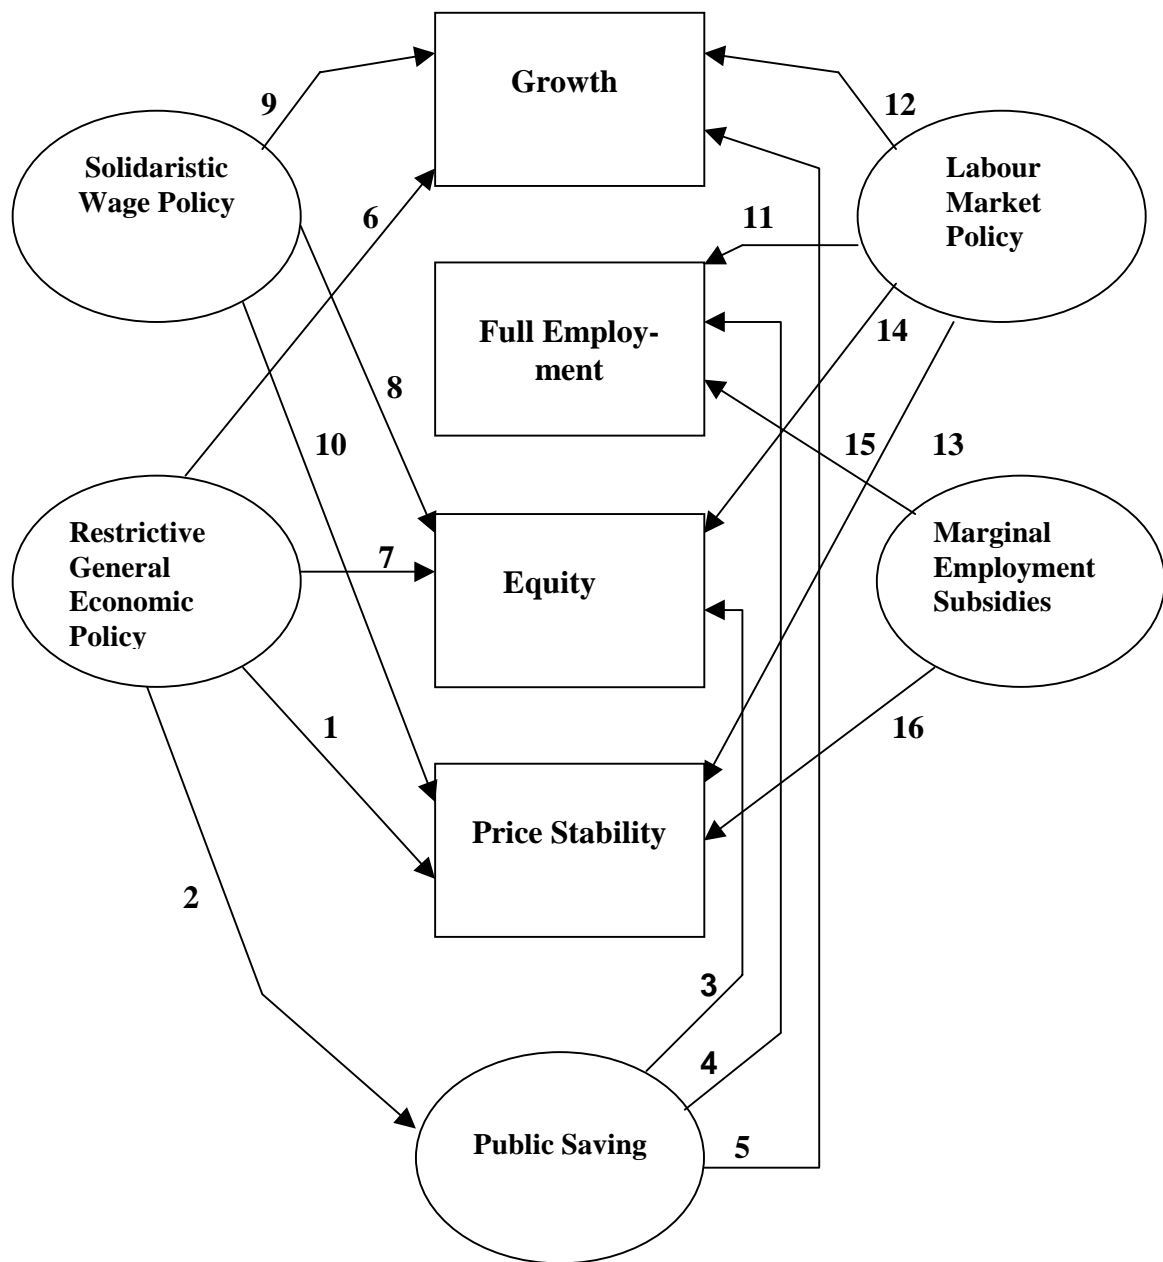 Growth
9
12
Solidaristic
Wage Policy
Labour
Market
Policy
6
11
Full Employ-
ment
14
8
10
15
13
Restrictive
General
Economic
Policy
7
Equity
Marginal
Employment
Subsidies
1
16
Price Stability
2
3
4
Public Saving
5